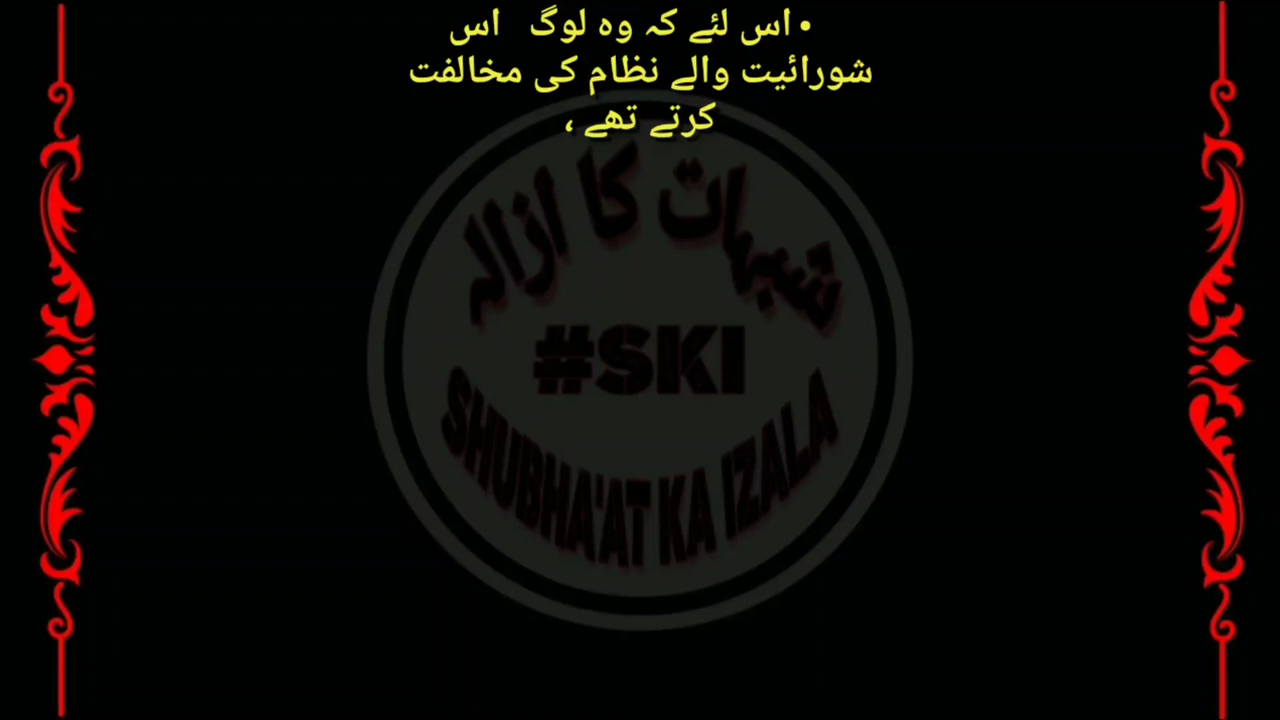 • اس لئے کہ وہ لوگ اس
شورائیت والے نظام کی مخالفت
کرتے تھے ،
شبہات کا ازالہ
#SKI
SHUBHA'AT KA IZALA